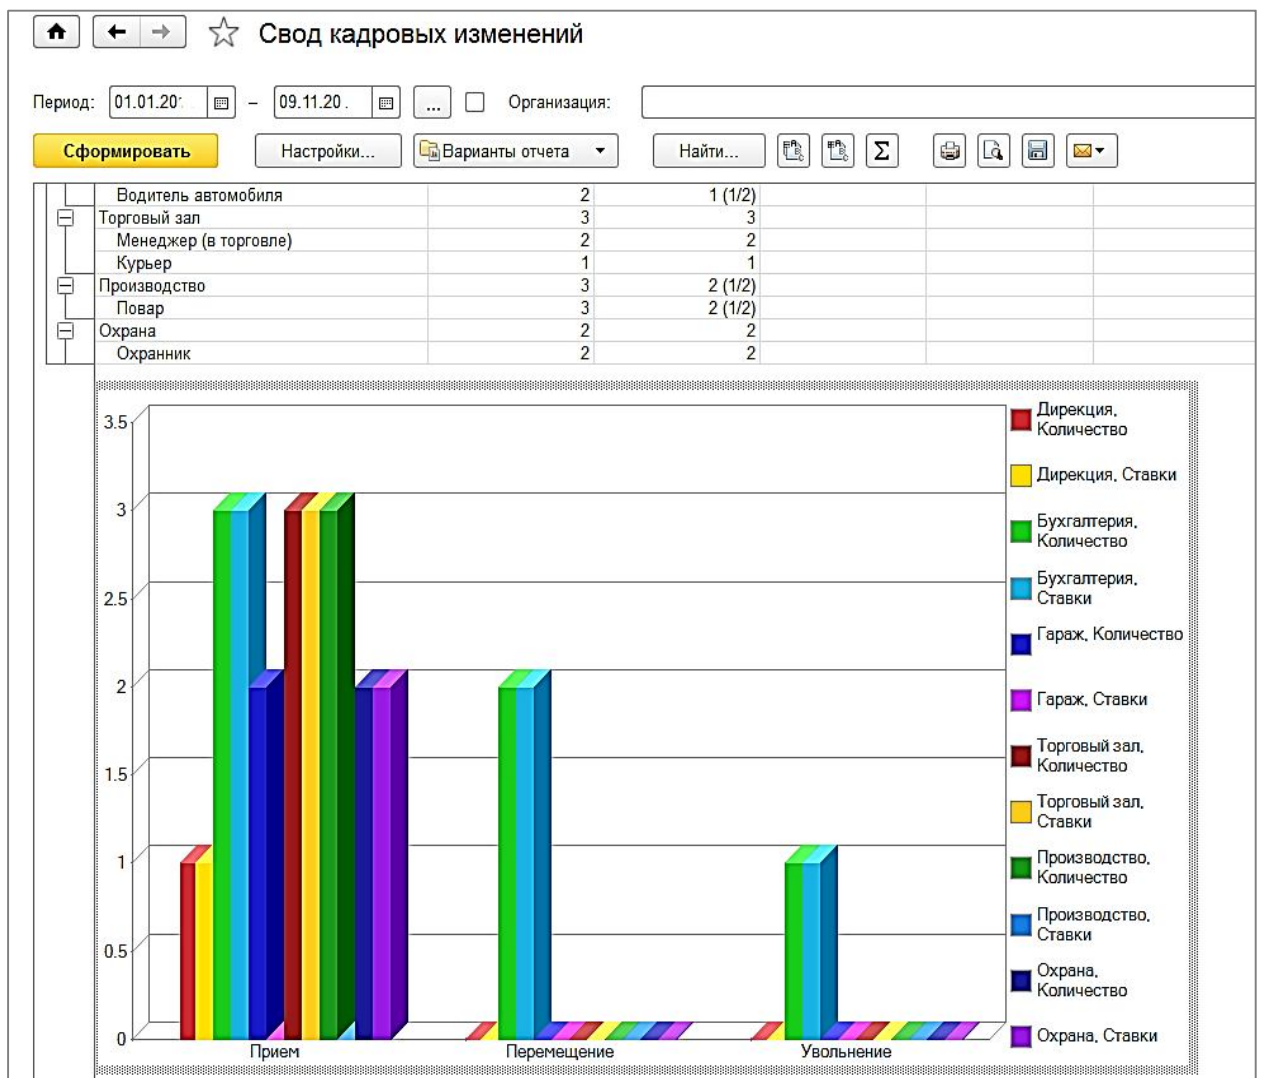 Свод кадровых изменений
Период: 01.01.20 – 09.11.20 . ... Организация:
Сформировать Настройки... Варианты отчета Найти... Σ
Водитель автомобиля 2 1 (1/2)
Торговый зал 3 3
Менеджер (в торговле) 2 2
Курьер 1 1
Производство 3 2 (1/2)
Повар 3 2 (1/2)
Охрана 2 2
Охранник 2 2
3.5
3
2.5
2
1.5
1
0.5
0
Прием Перемещение Увольнение
Дирекция,
Количество
Дирекция, Ставки
Бухгалтерия,
Количество
Бухгалтерия,
Ставки
Гараж, Количество
Гараж, Ставки
Торговый зал,
Количество
Торговый зал,
Ставки
Производство,
Количество
Производство,
Ставки
Охрана,
Количество
Охрана, Ставки